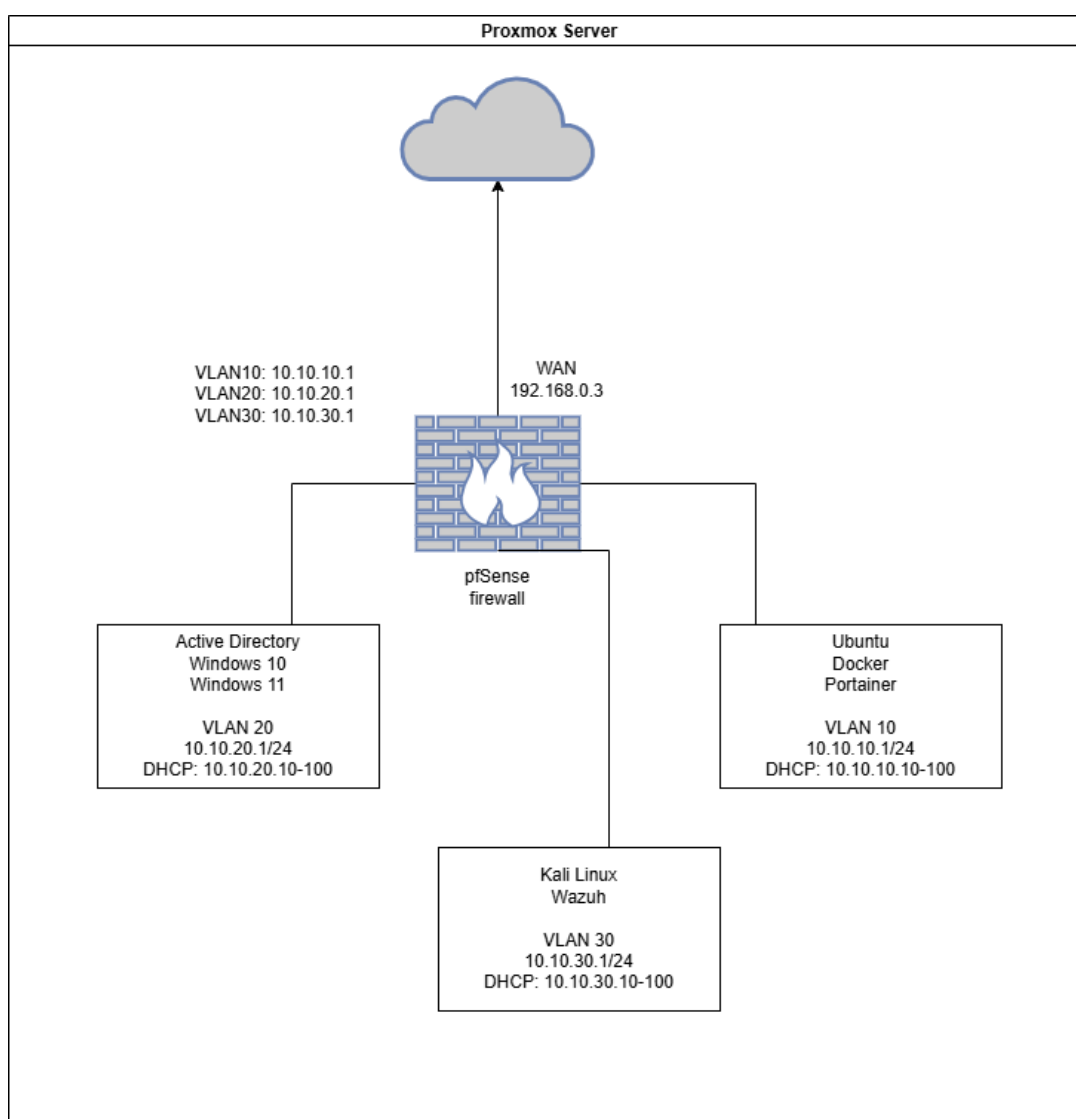 Proxmox Server
VLAN10: 10.10.10.1
VLAN20: 10.10.20.1
VLAN30: 10.10.30.1
WAN
192.168.0.3
pfSense
firewall
Active Directory
Windows 10
Windows 11
VLAN 20
10.10.20.1/24
DHCP: 10.10.20.10-100
Ubuntu
Docker
Portainer
VLAN 10
10.10.10.1/24
DHCP: 10.10.10.10-100
Kali Linux
Wazuh
VLAN 30
10.10.30.1/24
DHCP: 10.10.30.10-100